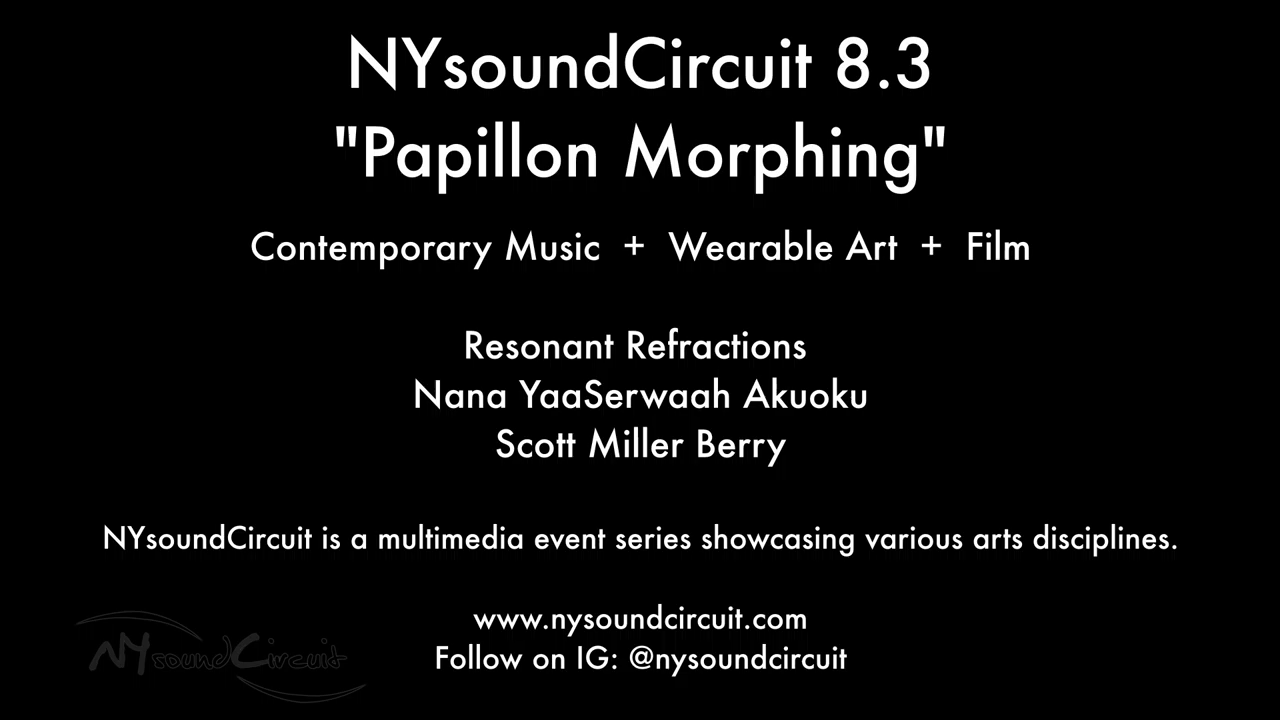 NYsoundCircuit 8.3
"Papillon Morphing"
Contemporary Music + Wearable Art + Film
Resonant Refractions
Nana YaaSerwaah Akuoku
Scott Miller Berry
NYsoundCircuit is a multimedia event series showcasing various arts disciplines.
www.nysoundcircuit.com
Follow on IG: @nysoundcircuit
NYsoundCircuit